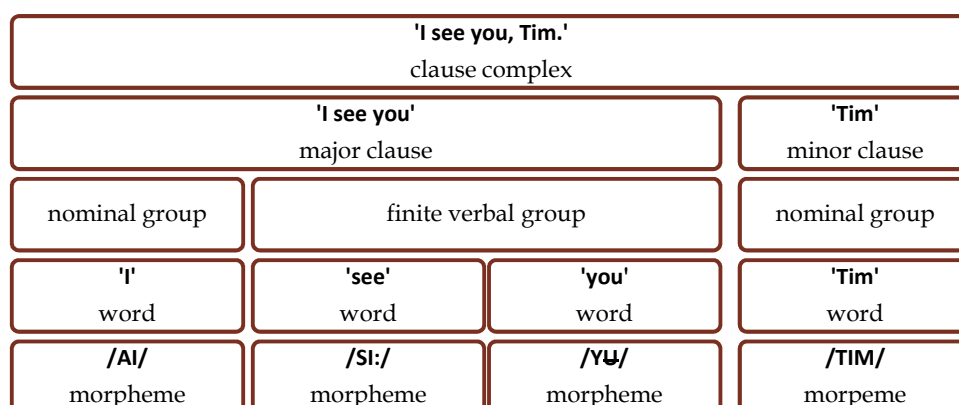 'I see you, Tim.'
clause complex
'I see you' 'Tim'
major clause minor clause
nominal group finite verbal group nominal group
'I' 'see' 'you' 'Tim'
word word word word
/AI/ /SI:/ /YɄ/ /TIM/
morpheme morpheme morpheme morpeme